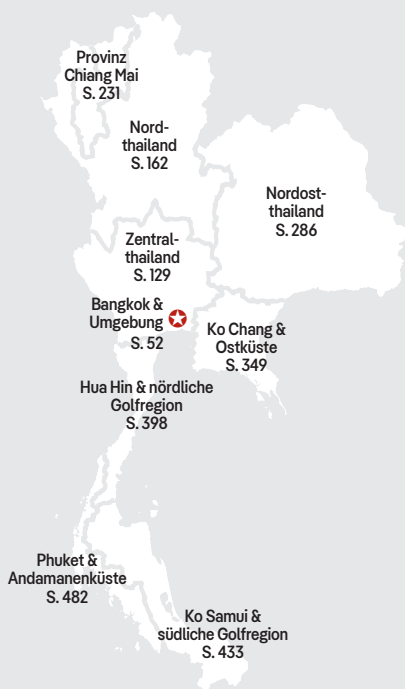 Provinz
Chiang Mai
S. 231
Nord-
thailand
S. 162
Nordost-
thailand
S. 286
Zentral-
thailand
S. 129
Bangkok &
Umgebung
S. 52
Ko Chang &
Ostküste
S. 349
Hua Hin & nördliche
Golfregion
S. 398
Phuket &
Andamanenküste
S. 482
Ko Samui &
südliche Golfregion
S. 433